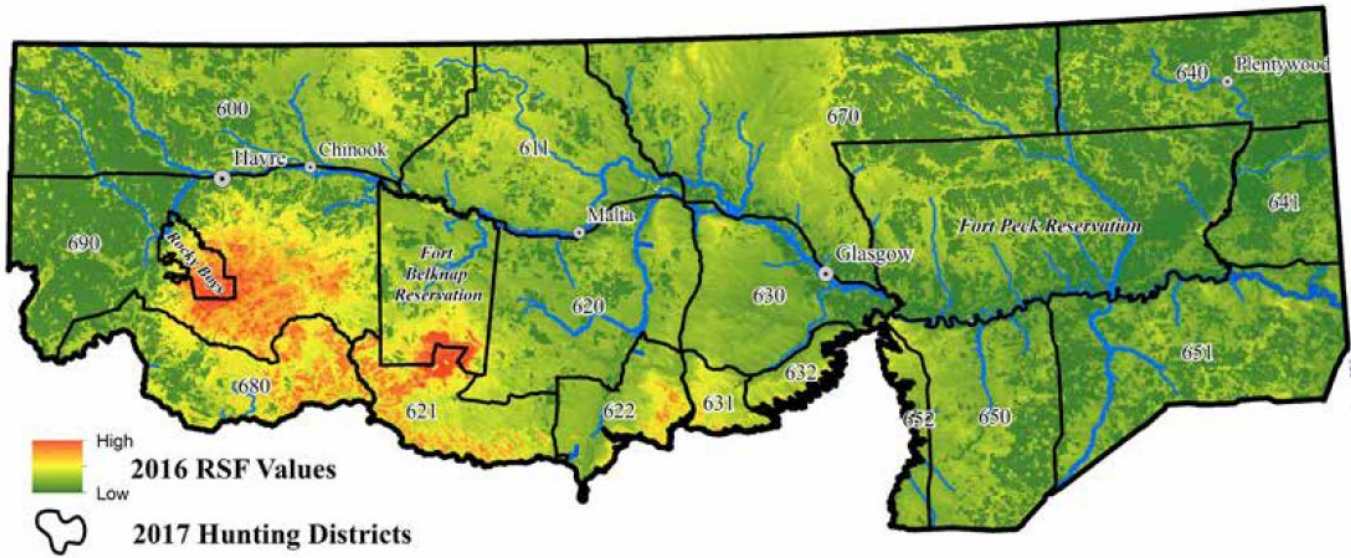 Plentywood
640
600
670
Chinook
611
Havre
Malta
641
Fort Peck Reservation
690
Rocky Boys
Fort
Belknap
Reservation
Glasgow
620
630
651
632
680
621
622
631
652
650
High
2016 RSF Values
Low
2017 Hunting Districts